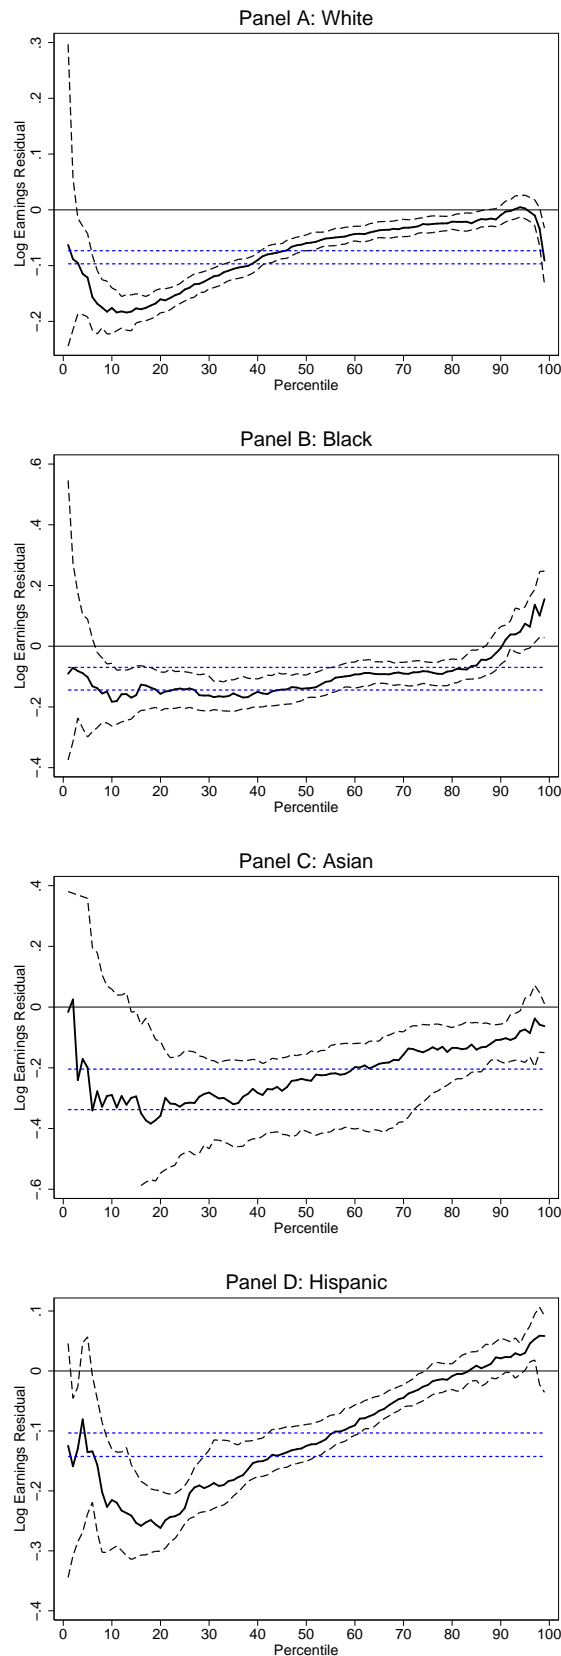 Panel A: White
Log Earnings Residual
.3
.2
.1
0
-.1
-.2
0 10 20 30 40 50 60 70 80 90 100
Percentile
Panel B: Black
Log Earnings Residual
.6
.4
.2
0
-.2
-.4
0 10 20 30 40 50 60 70 80 90 100
Percentile
Panel C: Asian
Log Earnings Residual
.4
.2
0
-.2
-.4
-.6
0 10 20 30 40 50 60 70 80 90 100
Percentile
Panel D: Hispanic
Log Earnings Residual
.1
0
-.1
-.2
-.3
-.4
0 10 20 30 40 50 60 70 80 90 100
Percentile